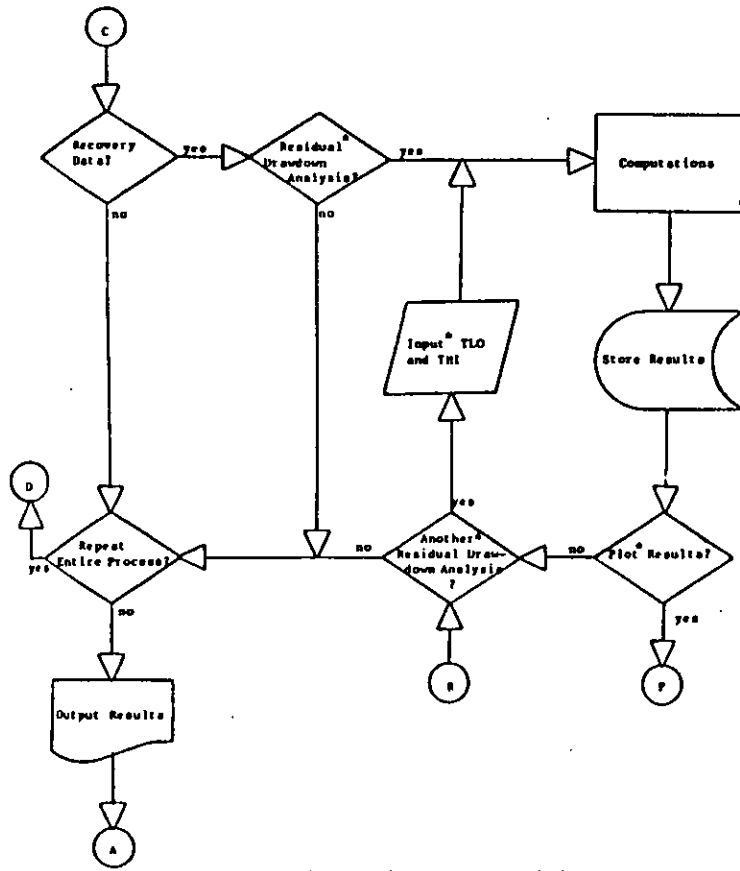 C
Recovery
Data?
yes
no
Residual*
Drawdown
Analysis?
yes
no
Computations
Input* TLO
and THI
Store Results
D
yes
Repeat
Entire Process?
no
no
yes
Another*
Residual Draw-
down Analysis
?
no
Plot* Results?
yes
Output Results
R
P
A